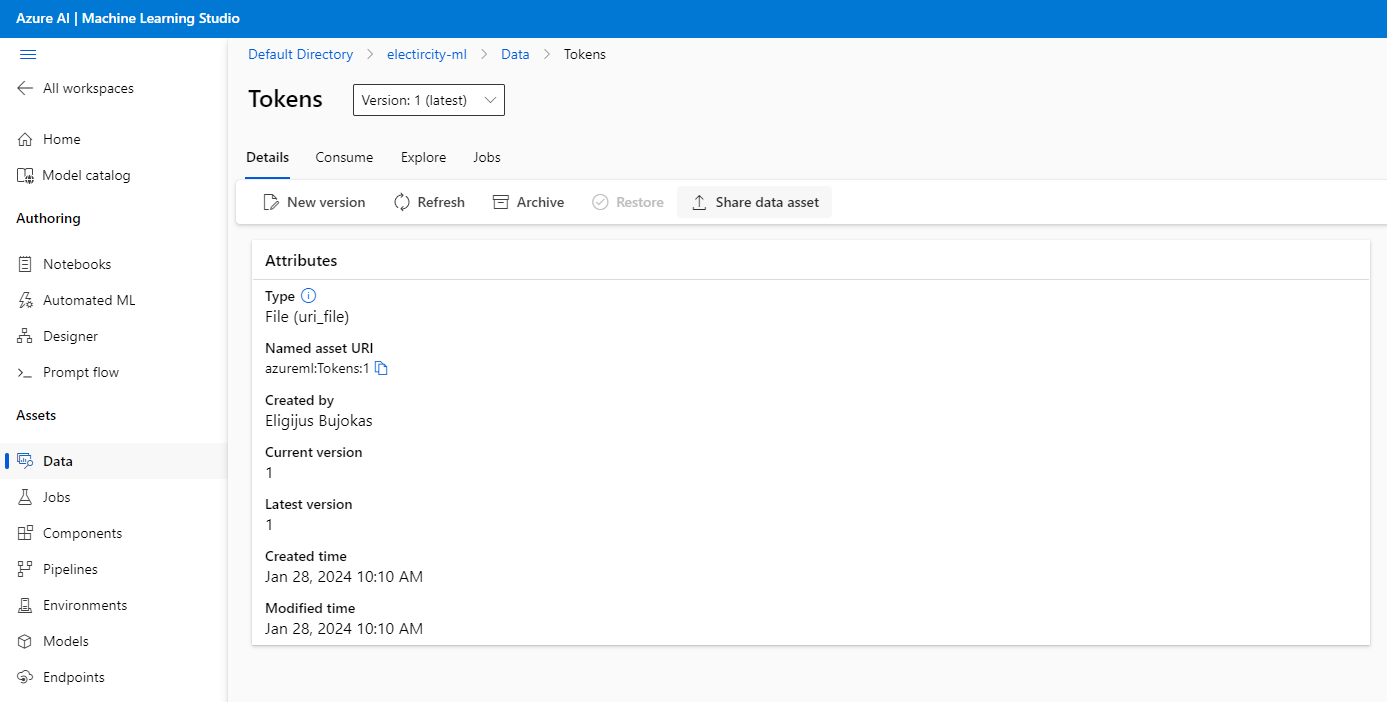 Azure AI | Machine Learning Studio
Default Directory > electircity-ml > Data > Tokens
All workspaces
Home
Model catalog
Authoring
Notebooks
Automated ML
Designer
Prompt flow
Assets
Data
Jobs
Components
Pipelines
Environments
Models
Endpoints
Tokens Version: 1 (latest)
Details Consume Explore Jobs
New version Refresh Archive Restore Share data asset
Attributes
Type
File (uri_file)
Named asset URI
azureml:Tokens:1
Created by
Eligijus Bujokas
Current version
1
Latest version
1
Created time
Jan 28, 2024 10:10 AM
Modified time
Jan 28, 2024 10:10 AM